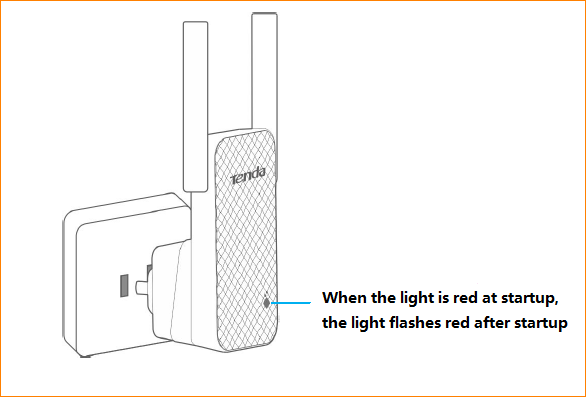 Tenda
When the light is red at startup,
the light flashes red after startup